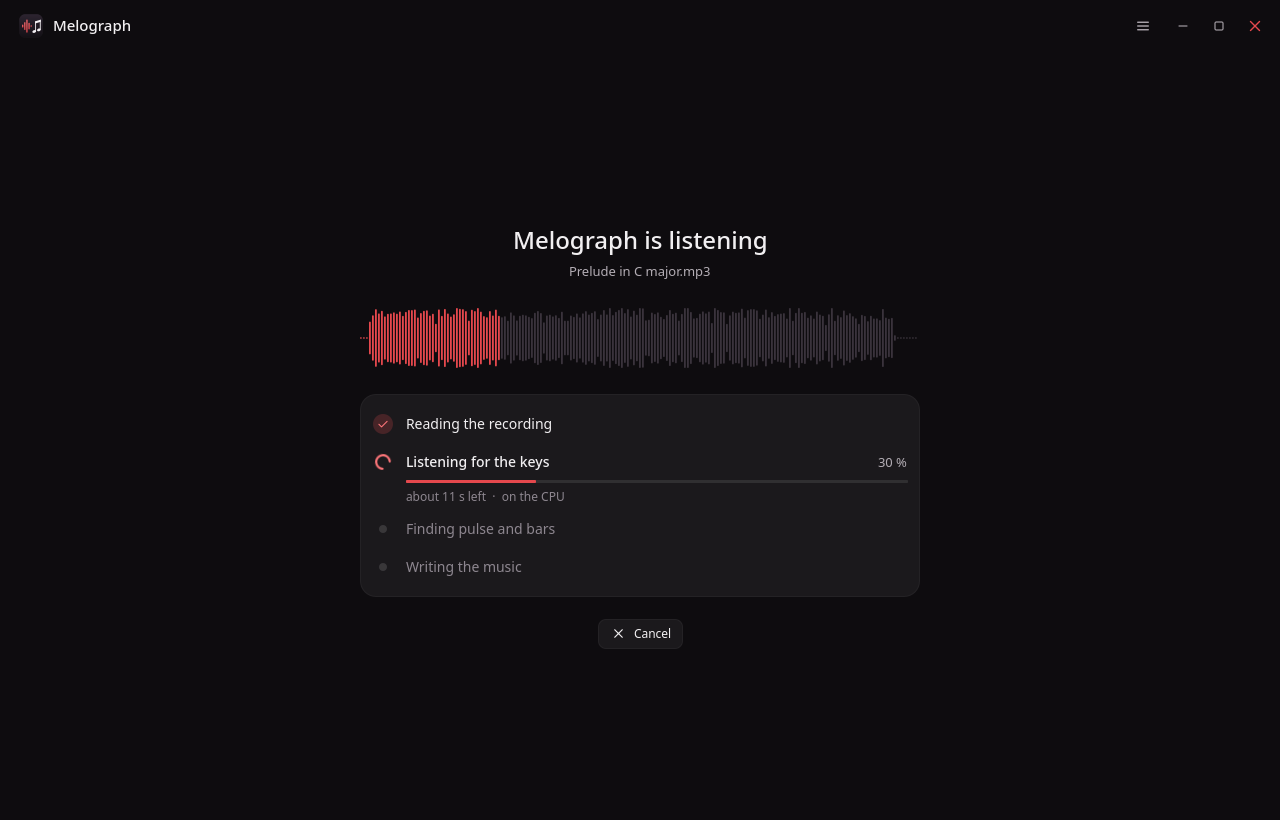 Melograph
Melograph is listening
Prelude in C major.mp3
Reading the recording
Listening for the keys 30 %
about 11 s left · on the CPU
Finding pulse and bars
Writing the music
Cancel